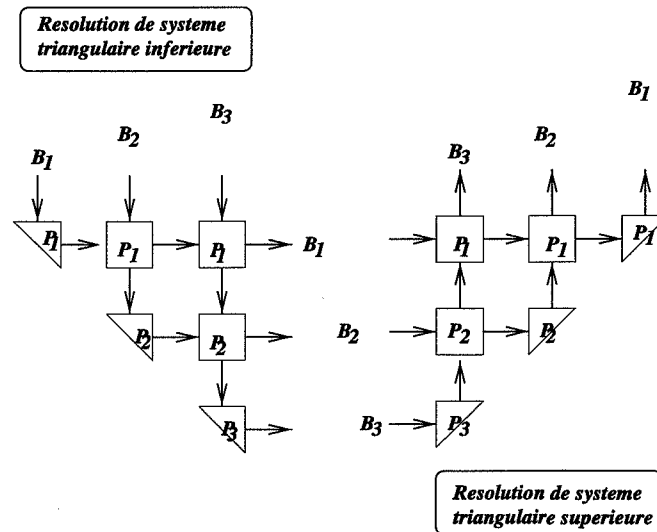 Resolution de systeme
triangulaire inferieure
B1
B3
B2
B2
B1
B3
P1
P1
P1
B1
P1
P1
P1
P2
P2
B2
P2
P2
P3
B3
P3
Resolution de systeme
triangulaire superieure